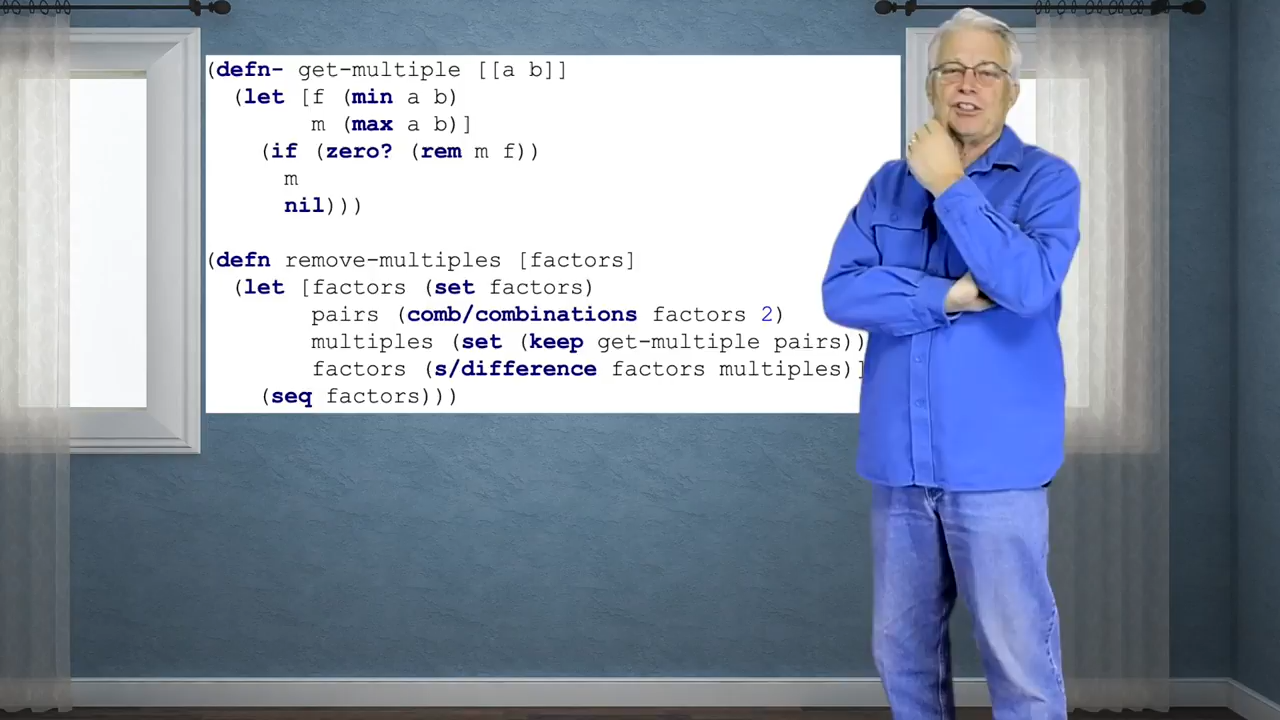 (defn- get-multiple [[a b]]
(let [f (min a b)
m (max a b)]
(if (zero? (rem m f))
m
nil)))
(defn remove-multiples [factors]
(let [factors (set factors)
pairs (comb/combinations factors 2)
multiples (set (keep get-multiple pairs))
factors (s/difference factors multiples)]
(seq factors)))